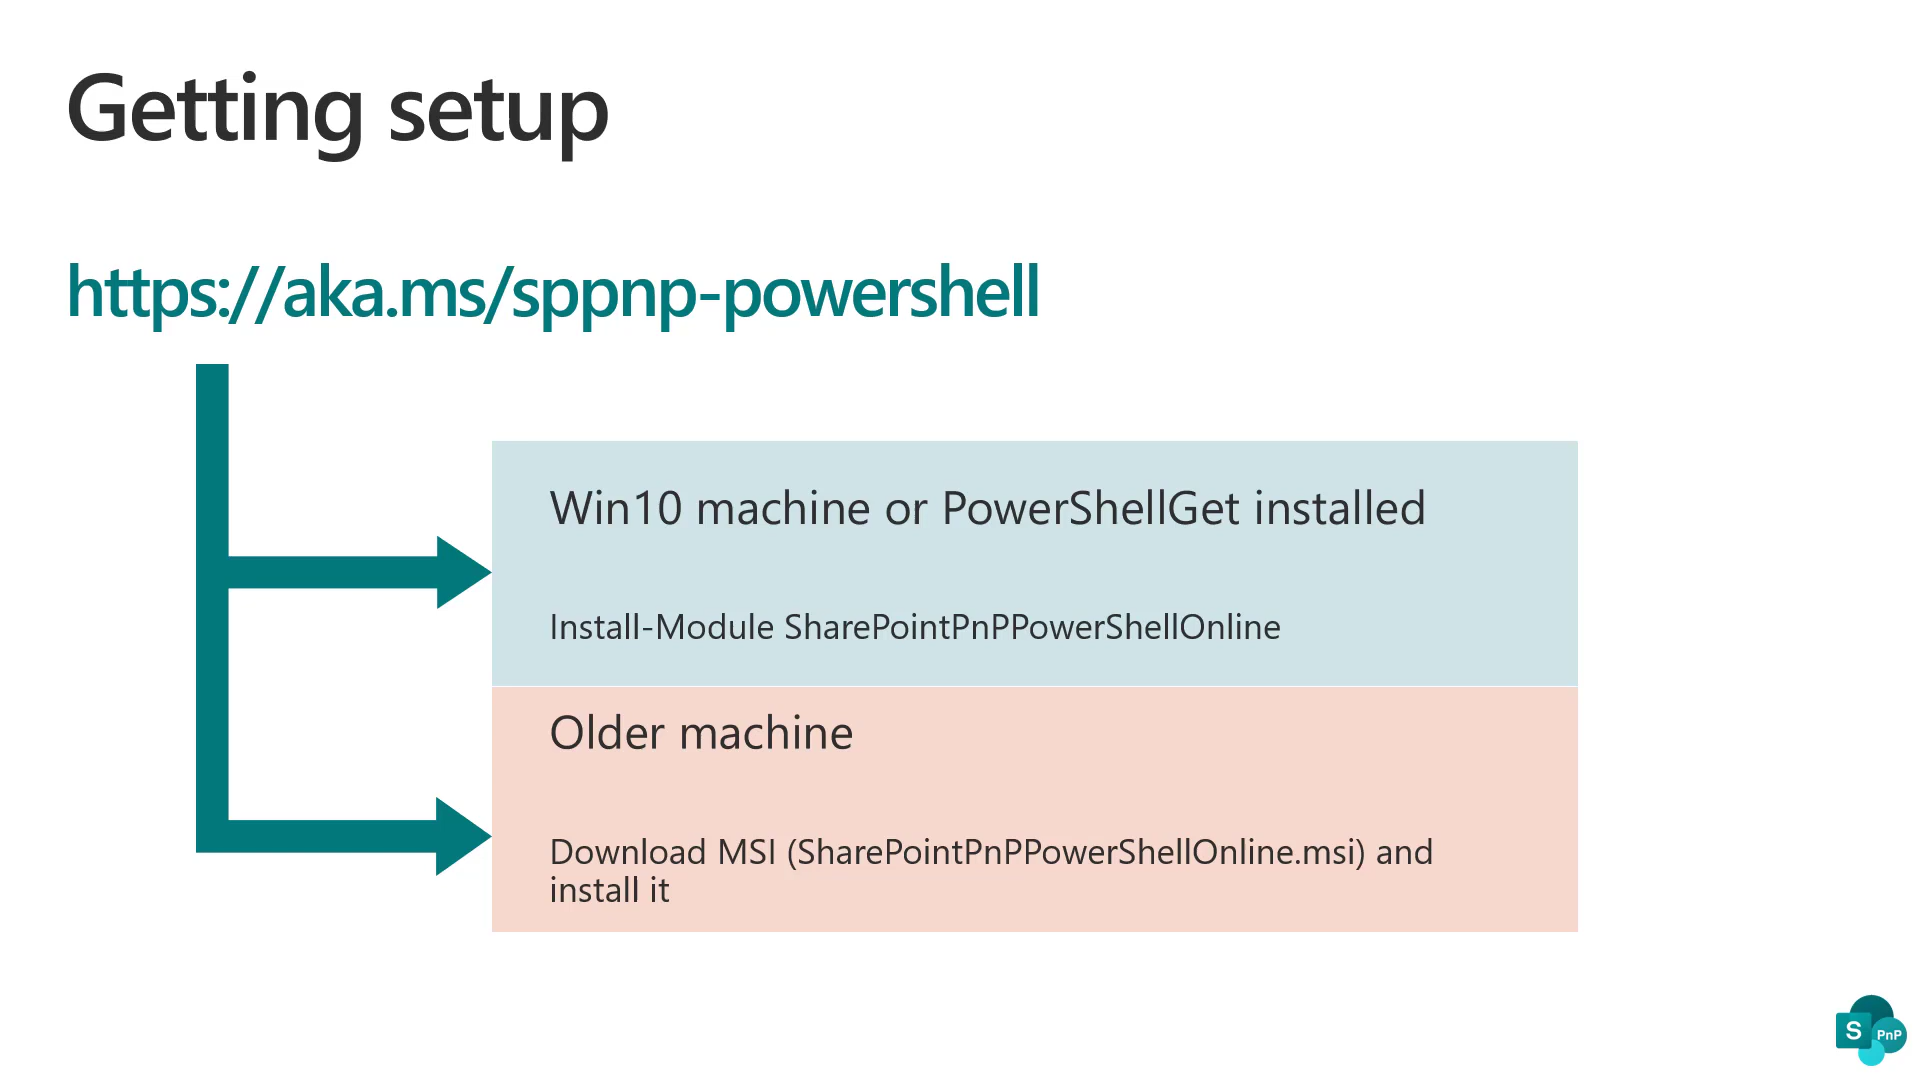 Getting setup
https://aka.ms/sppnp-powershell
Win10 machine or PowerShellGet installed
Install-Module SharePointPnPPowerShellOnline
Older machine
Download MSI (SharePointPnPPowerShellOnline.msi) and
install it
S
PnP